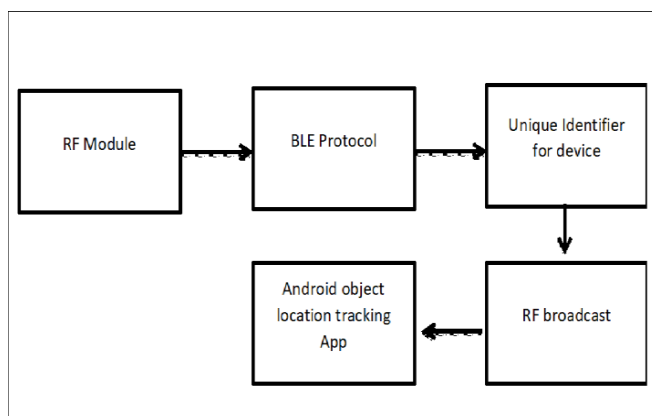 RF Module
BLE Protocol
Unique Identifier
for device
Android object
location tracking
App
RF broadcast